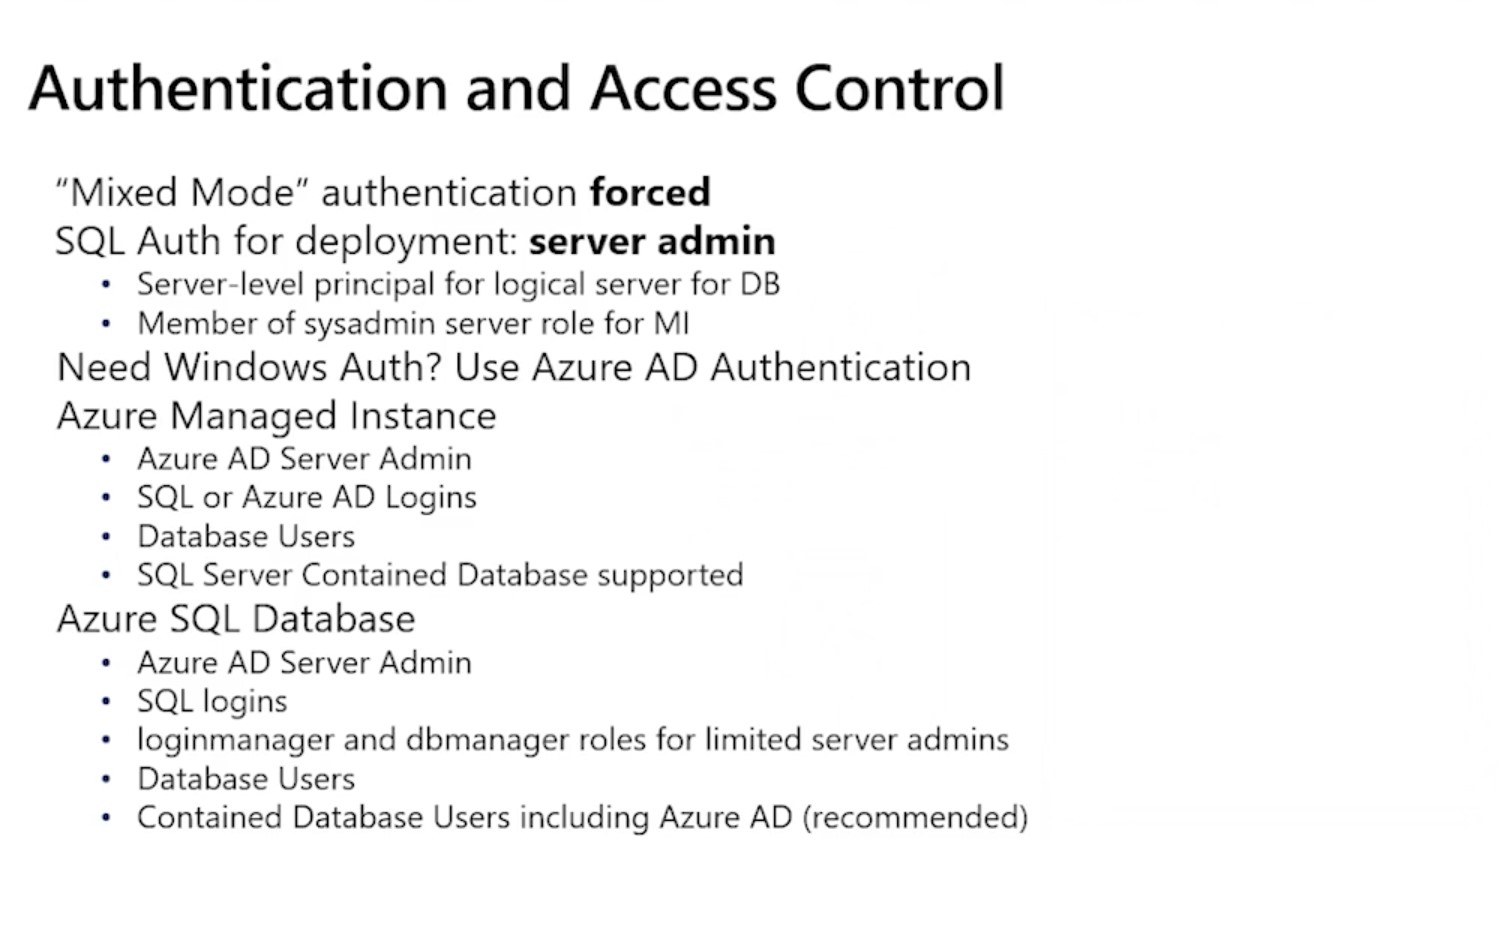 Authentication and Access Control
"Mixed Mode" authentication forced
SQL Auth for deployment: server admin
• Server-level principal for logical server for DB
• Member of sysadmin server role for MI
Need Windows Auth? Use Azure AD Authentication
Azure Managed Instance
• Azure AD Server Admin
• SQL or Azure AD Logins
• Database Users
• SQL Server Contained Database supported
Azure SQL Database
• Azure AD Server Admin
• SQL logins
• loginmanager and dbmanager roles for limited server admins
• Database Users
• Contained Database Users including Azure AD (recommended)